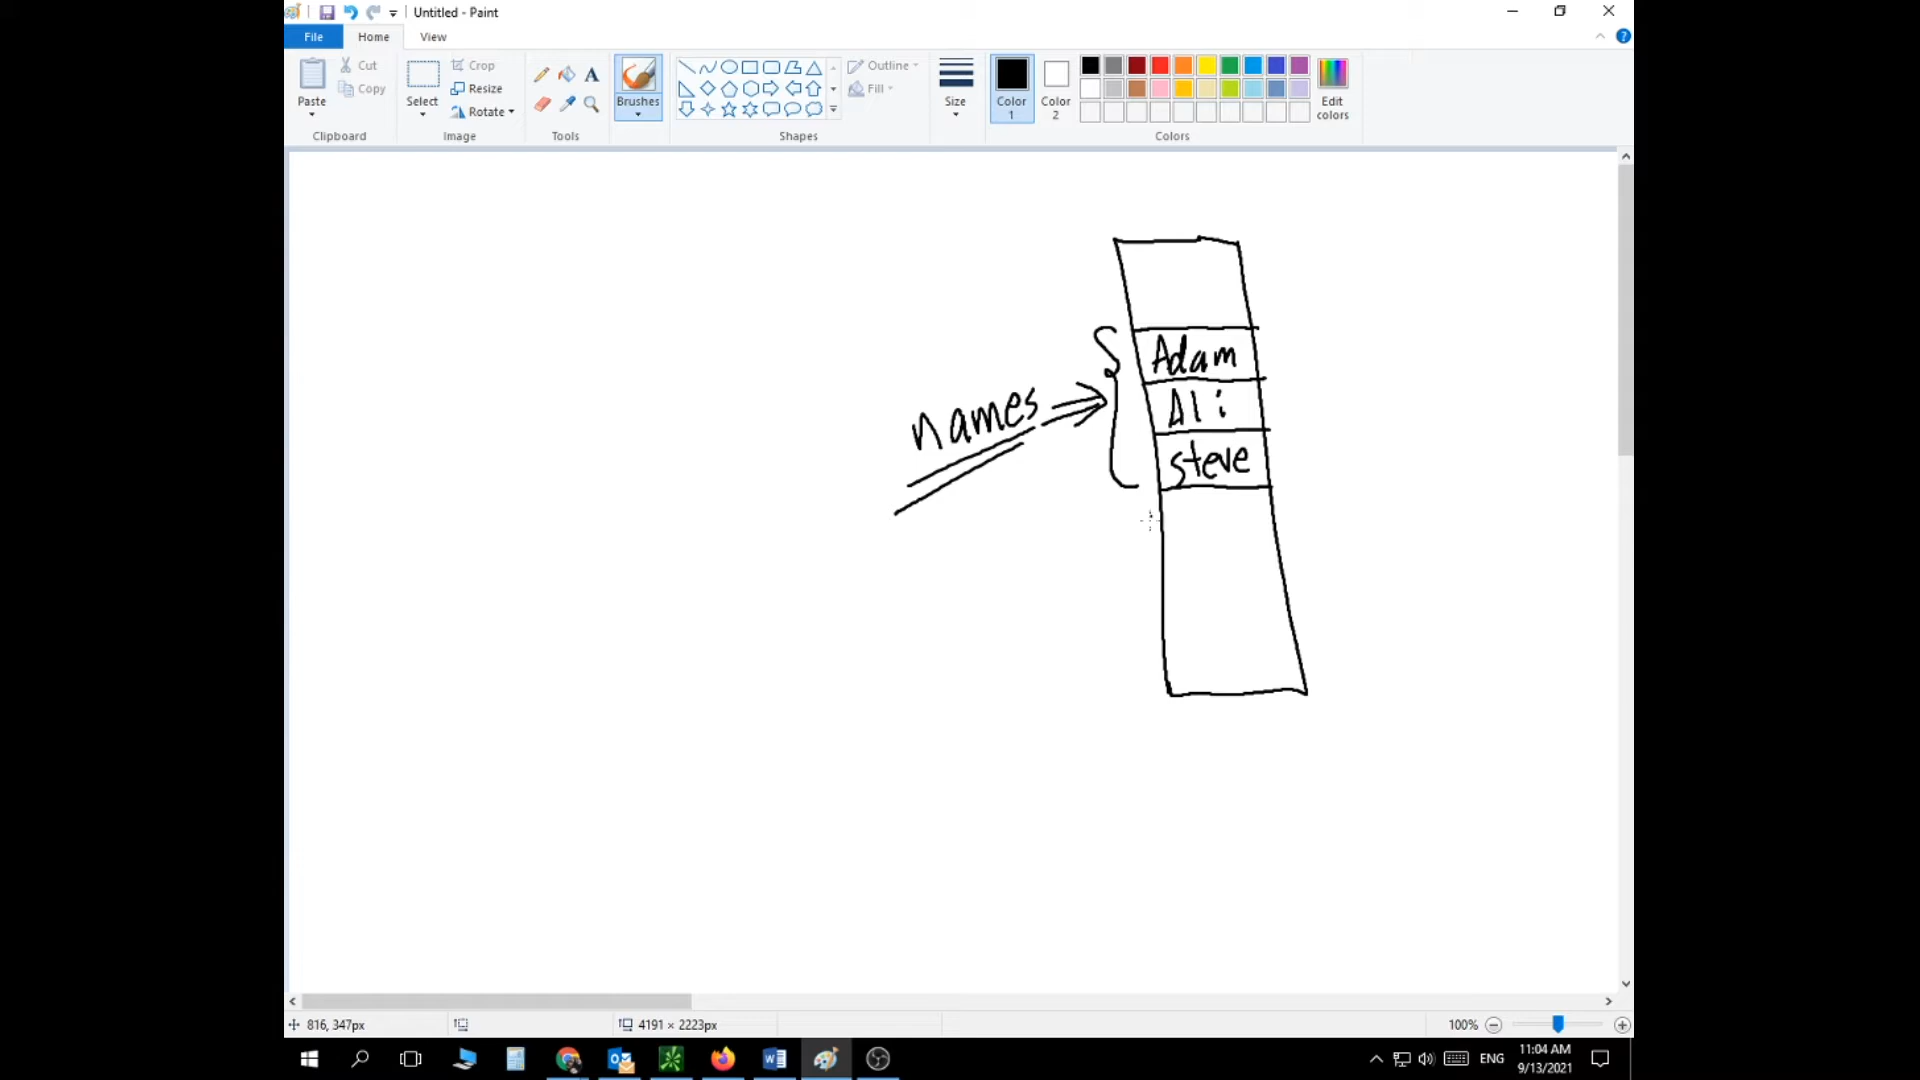 Untitled - Paint
File Home View
Paste
Cut
Copy
Clipboard
Select
Crop
Resize
Rotate
Image
A
Tools
Brushes
Shapes
Outline
Fill
Size
Color
1
Color
2
Edit
colors
Colors
Adam
Ali
steve
names
816, 347px
4191 × 2223px
100%
ENG
11:04 AM
9/13/2021